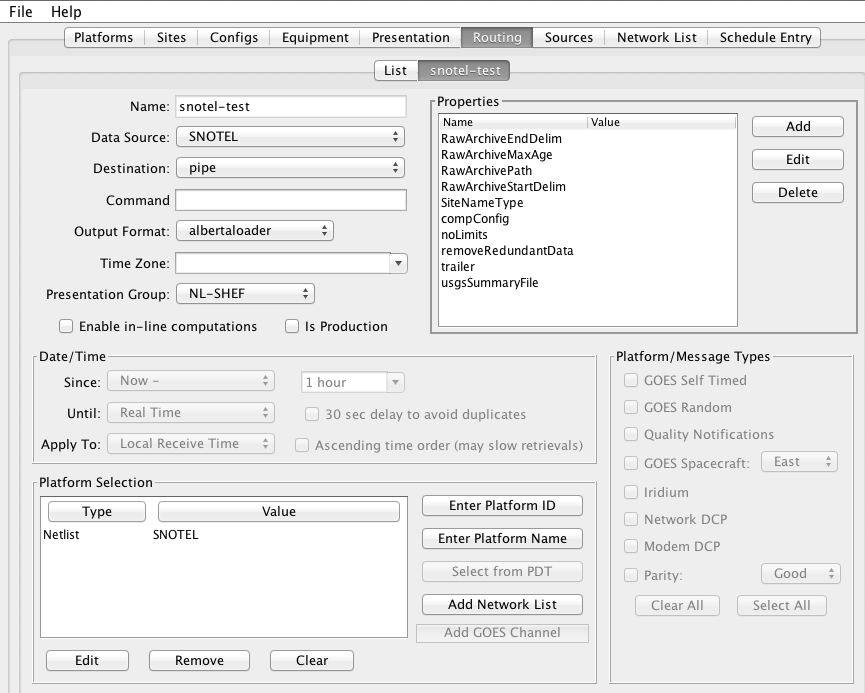 File Help
Platforms Sites Configs Equipment Presentation Routing Sources Network List Schedule Entry
List snotel-test
Name: snotel-test
Data Source: SNOTEL
Destination: pipe
Command
Output Format: albertaloader
Time Zone:
Presentation Group: NL-SHEF
Enable in-line computations Is Production
Properties
Name Value
RawArchiveEndDelim
RawArchiveMaxAge
RawArchivePath
RawArchiveStartDelim
SiteNameType
compConfig
noLimits
removeRedundantData
trailer
usgsSummaryFile
Add
Edit
Delete
Date/Time
Since: Now - 1 hour
Until: Real Time 30 sec delay to avoid duplicates
Apply To: Local Receive Time Ascending time order (may slow retrievals)
Platform Selection
Type Value
Netlist SNOTEL
Enter Platform ID
Enter Platform Name
Select from PDT
Add Network List
Add GOES Channel
Edit Remove Clear
Platform/Message Types
GOES Self Timed
GOES Random
Quality Notifications
GOES Spacecraft: East
Iridium
Network DCP
Modem DCP
Parity: Good
Clear All Select All